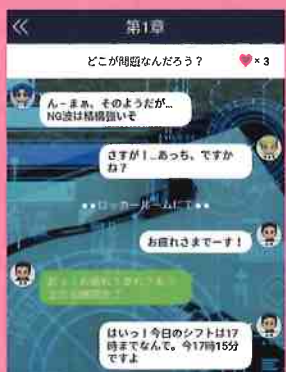 第1章
どこが問題なんだろう？ ×3
んーまぁ、そのようだが…
NG波は結構強いぞ
さすが！…あっち、ですか
ね？
●●ロッカールームにて●●
お疲れさまでーす！
はいっ！今日のシフトは17
時までなんで。今17時15分
ですよ